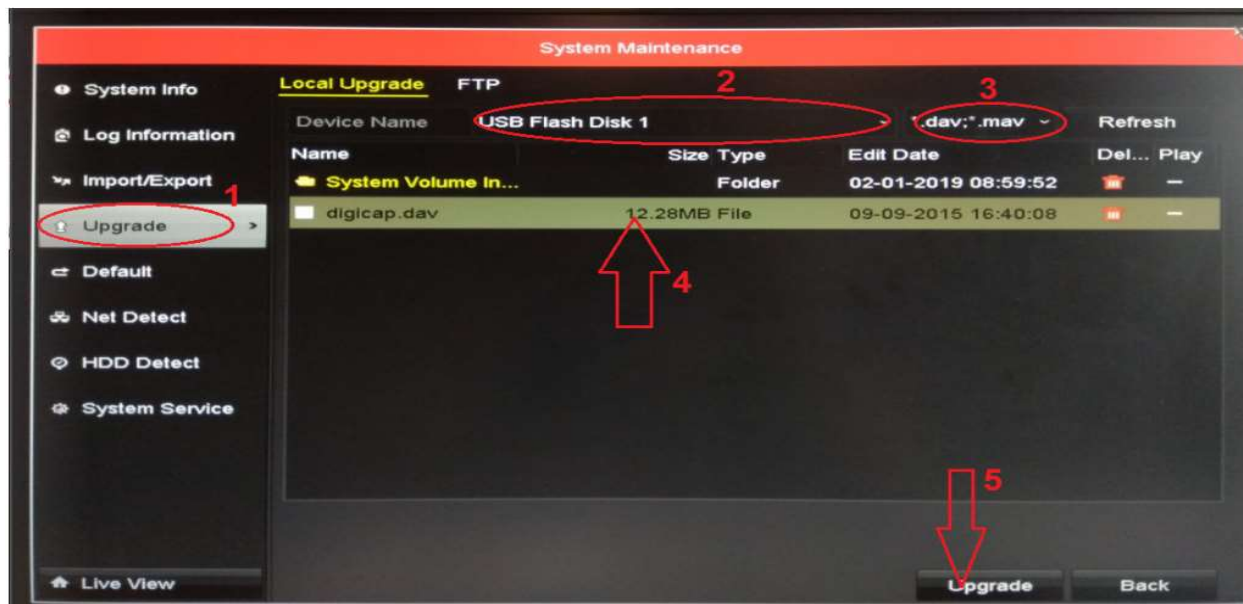 System Maintenance
System Info
Log Information
Import/Export
1
Upgrade
Default
Net Detect
HDD Detect
System Service
Live View
Local Upgrade FTP
2
3
Device Name USB Flash Disk 1 *.dav;*.mav Refresh
Name Size Type Edit Date Del... Play
System Volume In... Folder 02-01-2019 08:59:52 —
digicap.dav 12.28MB File 09-09-2015 16:40:08 —
4
5
Upgrade Back